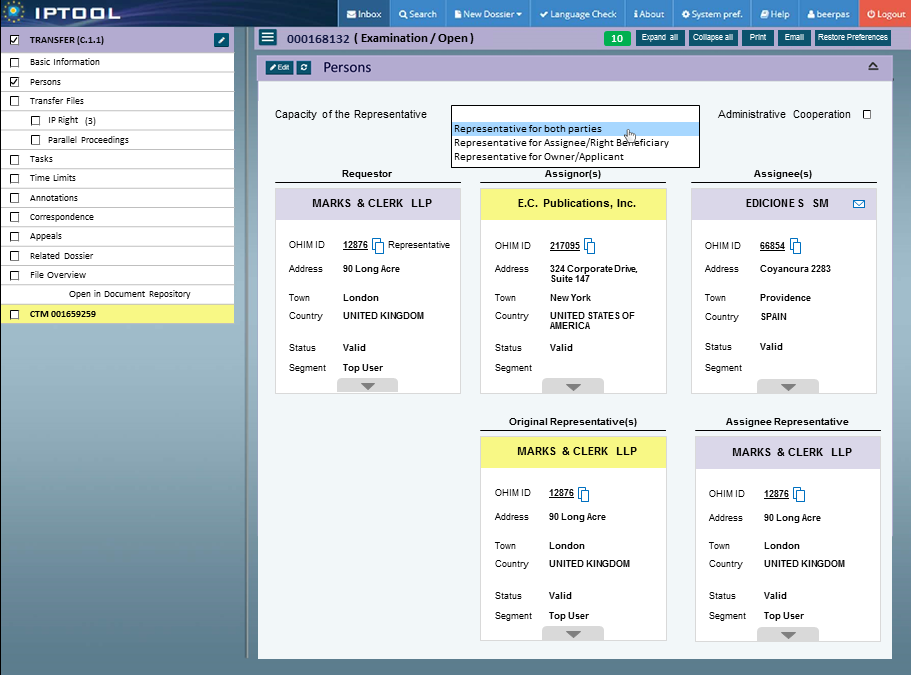 IPTOOL
Inbox
Search
New Dossier
Language Check
About
System pref.
Help
beerpas
Logout
TRANSFER (C.1.1)
Basic Information
Persons
Transfer Files
IP Right (3)
Parallel Proceedings
Tasks
Time Limits
Annotations
Correspondence
Appeals
Related Dossier
File Overview
Open in Document Repository
CTM 001659259
000168132 ( Examination / Open )
10
Expand all
Collapse all
Print
Email
Restore Preferences
Edit
Persons
Capacity of the Representative
Representative for both parties
Representative for Assignee/Right Beneficiary
Representative for Owner/Applicant
Administrative Cooperation
Requestor
MARKS & CLERK LLP
OHIM ID 12876 Representative
Address 90 Long Acre
Town London
Country UNITED KINGDOM
Status Valid
Segment Top User
Assignor(s)
E.C. Publications, Inc.
OHIM ID 217095
Address 324 Corporate Drive,
Suite 147
Town New York
Country UNITED STATES OF
AMERICA
Status Valid
Segment
Assignee(s)
EDICIONES SM
OHIM ID 66854
Address Coyancura 2283
Town Providence
Country SPAIN
Status Valid
Segment
Original Representative(s)
MARKS & CLERK LLP
OHIM ID 12876
Address 90 Long Acre
Town London
Country UNITED KINGDOM
Status Valid
Segment Top User
Assignee Representative
MARKS & CLERK LLP
OHIM ID 12876
Address 90 Long Acre
Town London
Country UNITED KINGDOM
Status Valid
Segment Top User